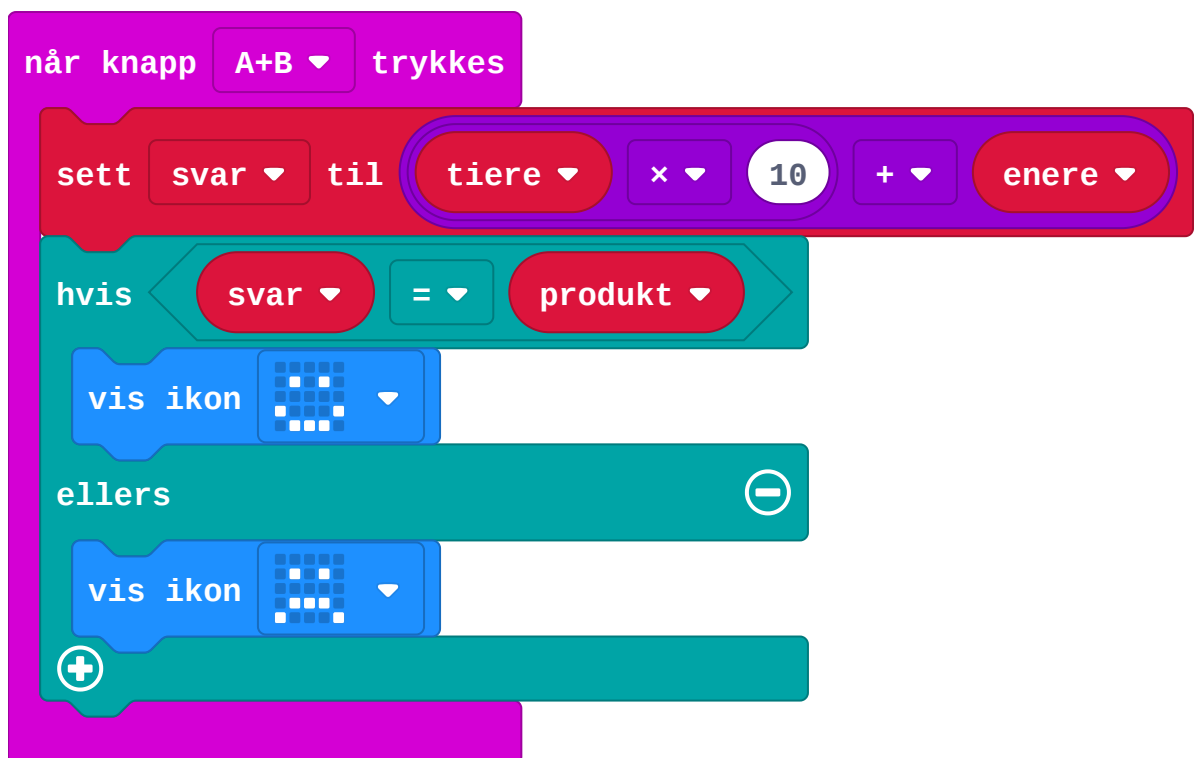 når knapp A+B trykkes
sett svar til tiere × 10 + enere
hvis svar = produkt
vis ikon
ellers
vis ikon